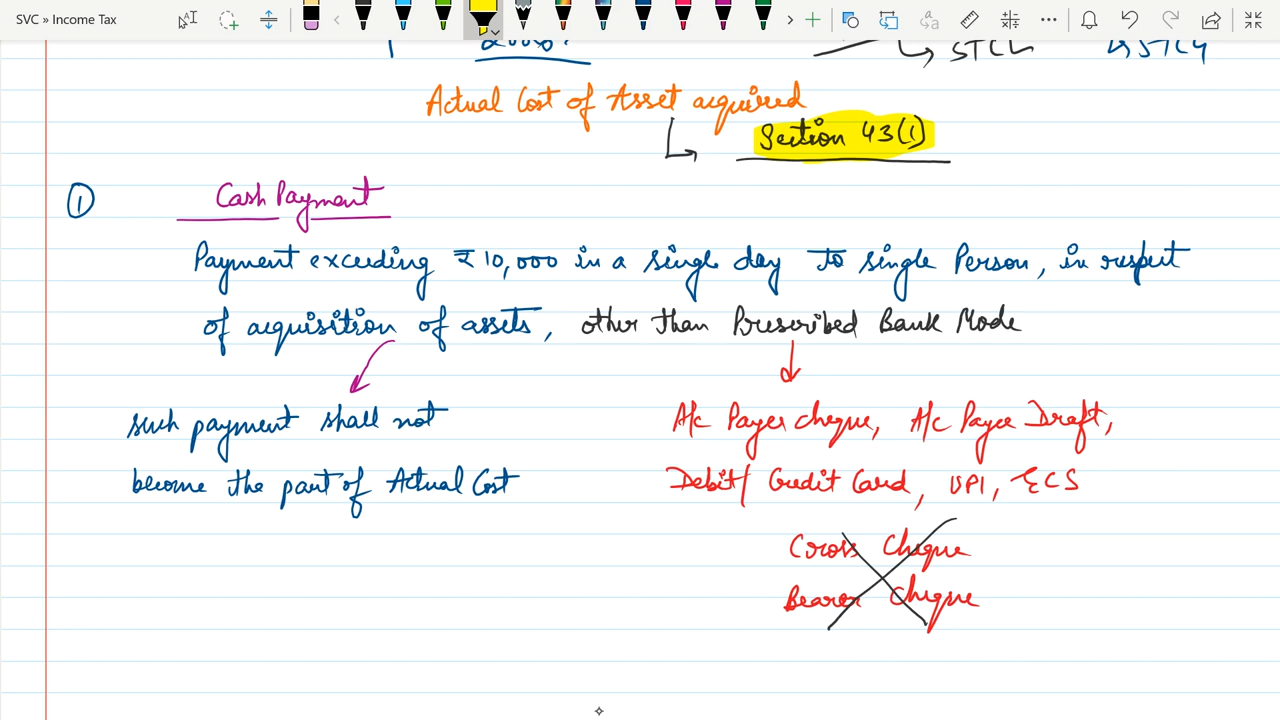 SVC » Income Tax
↳ STCL ↳ STCG
Actual Cost of Asset acquired
↳ Section 43(1)
① Cash Payment
Payment exceeding ₹10,000 in a single day to single Person, in respect
of acquisition of assets, other than Prescribed Bank Mode
such payment shall not
become the part of Actual Cost
A/c Payee cheque, A/c Payee Draft,
Debit/ Credit Card, UPI, ECS
Cross Cheque
Bearer Cheque